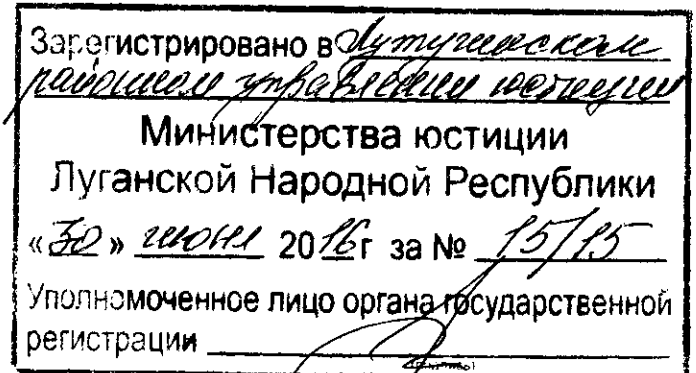 Зарегистрировано в Лутугинском
районном управлении юстиции
Министерства юстиции
Луганской Народной Республики
«30» июня 2016г за № 15/15
Уполномоченное лицо органа государственной
регистрации